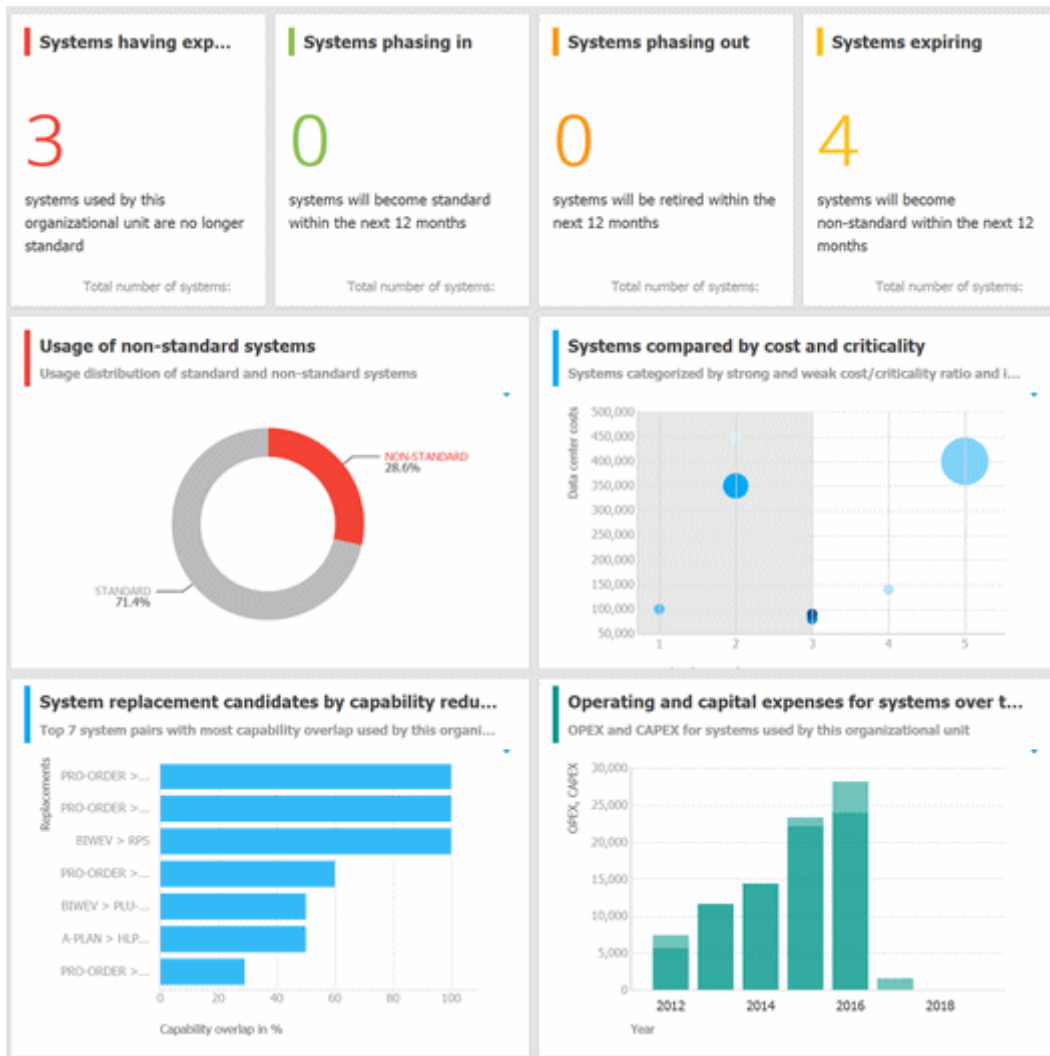 Systems having exp...
3
systems used by this
organizational unit are no longer
standard
Total number of systems:
Systems phasing in
0
systems will become standard
within the next 12 months
Total number of systems:
Systems phasing out
0
systems will be retired within the
next 12 months
Total number of systems:
Systems expiring
4
systems will become
non-standard within the next 12
months
Total number of systems:
Usage of non-standard systems
Usage distribution of standard and non-standard systems
NON-STANDARD
28.6%
STANDARD
71.4%
Systems compared by cost and criticality
Systems categorized by strong and weak cost/criticality ratio and i...
Data center costs
500,000
450,000
400,000
350,000
300,000
250,000
200,000
150,000
100,000
50,000
1 2 3 4 5
System replacement candidates by capability redu...
Top 7 system pairs with most capability overlap used by this organi...
Replacements
PRO-ORDER >...
PRO-ORDER >...
BIWEV > RPS
PRO-ORDER >...
BIWEV > PLU-...
A-PLAN > HLP...
PRO-ORDER >...
0 20 40 60 80 100
Capability overlap in %
Operating and capital expenses for systems over t...
OPEX and CAPEX for systems used by this organizational unit
OPEX, CAPEX
30,000
25,000
20,000
15,000
10,000
5,000
0
2012 2014 2016 2018
Year